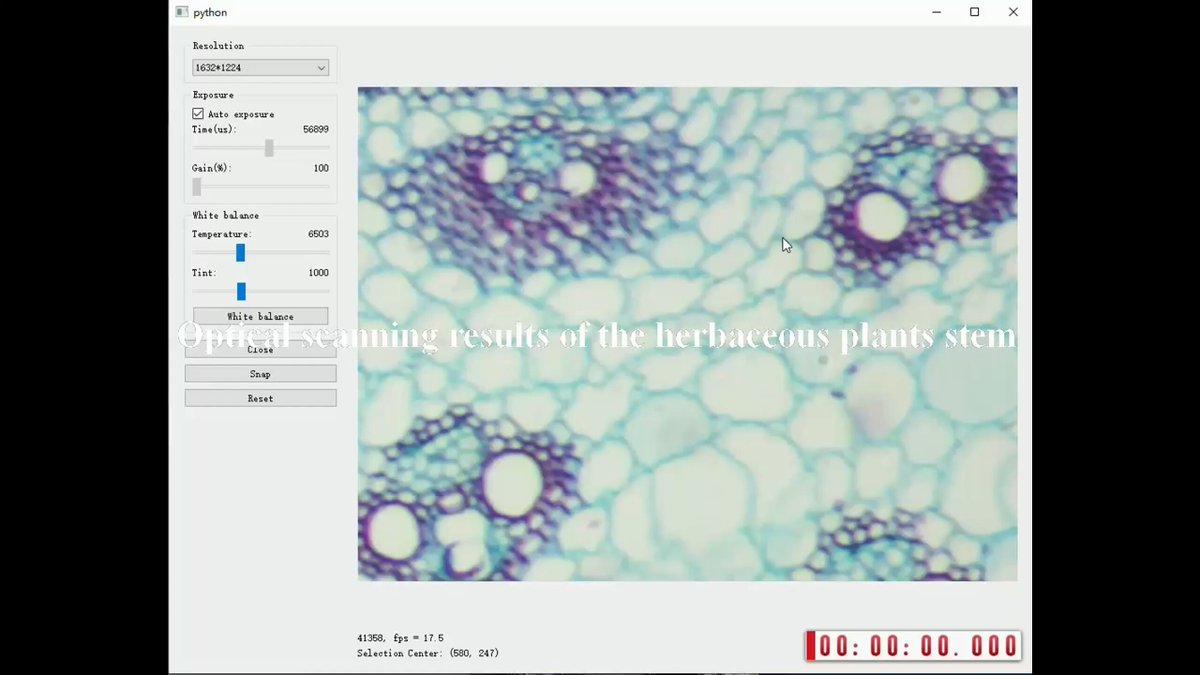 python
Resolution
1632*1224
Exposure
Auto exposure
Time(us): 56899
Gain(%): 100
White balance
Temperature: 6503
Tint: 1000
White balance
Optical scanning results of the herbaceous plants stem
Close
Snap
Reset
41358, fps = 17.5
Selection Center: (580, 247)
00:00:00.000